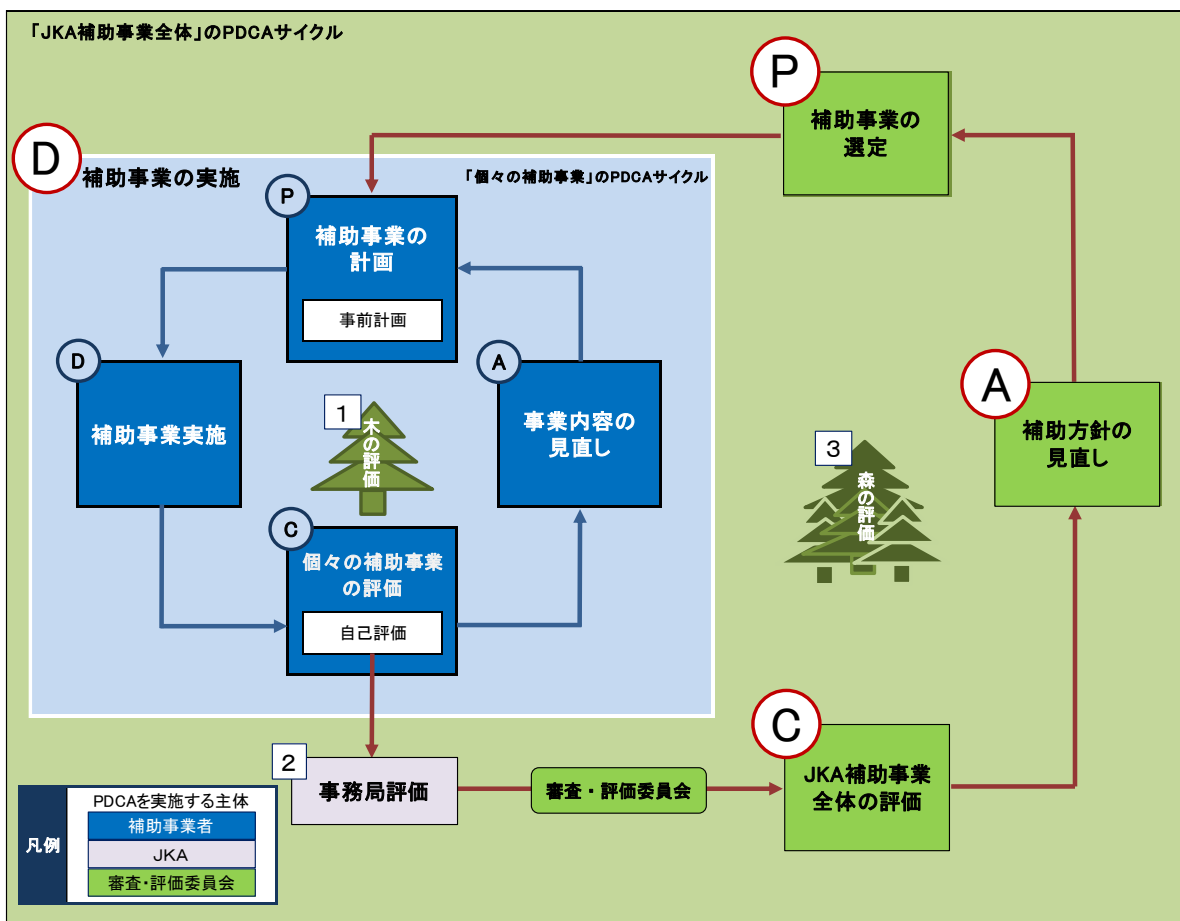 「JKA補助事業全体」のPDCAサイクル
P
補助事業の
選定
D
補助事業の実施
「個々の補助事業」のPDCAサイクル
P
補助事業の
計画
事前計画
D
補助事業実施
A
事業内容の
見直し
1
木の評価
C
個々の補助事業
の評価
自己評価
3
森の評価
A
補助方針の
見直し
2
事務局評価
審査・評価委員会
C
JKA補助事業
全体の評価
凡例
PDCAを実施する主体
補助事業者
JKA
審査・評価委員会